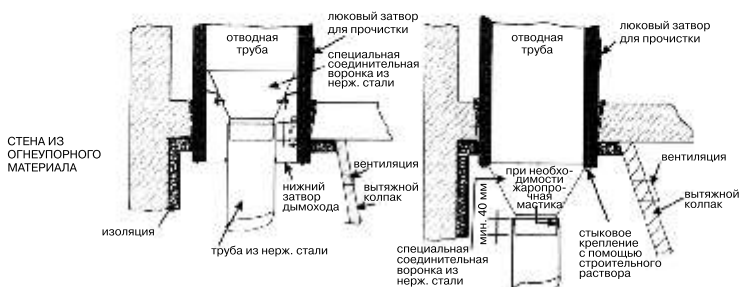 отводная
труба
люковый затвор
для прочистки
специальная
соединительная
воронка из
нерж. стали
СТЕНА ИЗ
ОГНЕУПОРНОГО
МАТЕРИАЛА
вентиляция
нижний
затвор
дымохода
вытяжной
колпак
изоляция
труба из нерж. стали
отводная
труба
люковый затвор
для прочистки
при необхо-
димости
жаропро-
чная
мастика
мин. 40 мм
вентиляция
вытяжной
колпак
специальная
соединительная
воронка из
нерж. стали
стыковое
крепление
с помощью
строительного
раствора